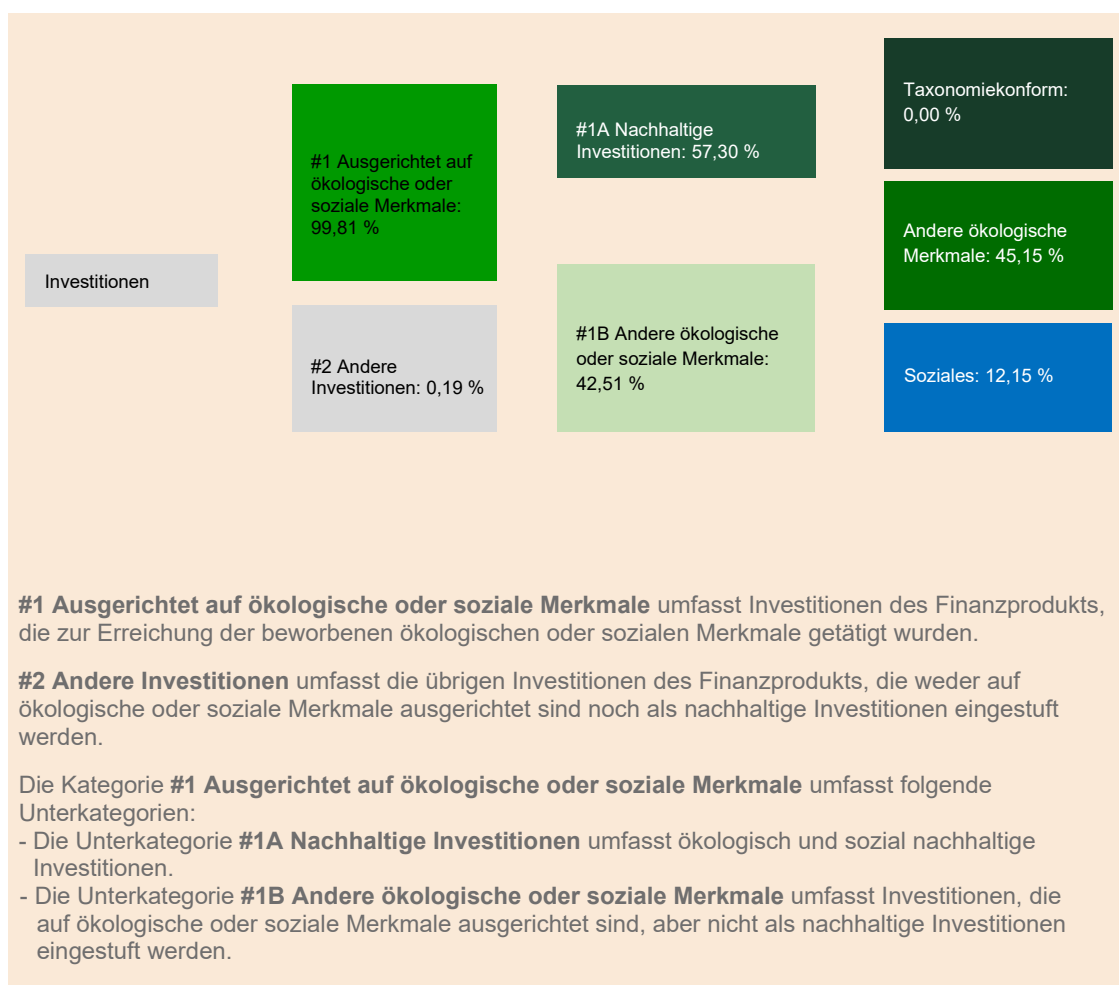 Investitionen
#1 Ausgerichtet auf
ökologische oder
soziale Merkmale:
99,81 %
#2 Andere
Investitionen: 0,19 %
#1A Nachhaltige
Investitionen: 57,30 %
#1B Andere ökologische
oder soziale Merkmale:
42,51 %
Taxonomiekonform:
0,00 %
Andere ökologische
Merkmale: 45,15 %
Soziales: 12,15 %
#1 Ausgerichtet auf ökologische oder soziale Merkmale umfasst Investitionen des Finanzprodukts,
die zur Erreichung der beworbenen ökologischen oder sozialen Merkmale getätigt wurden.
#2 Andere Investitionen umfasst die übrigen Investitionen des Finanzprodukts, die weder auf
ökologische oder soziale Merkmale ausgerichtet sind noch als nachhaltige Investitionen eingestuft
werden.
Die Kategorie #1 Ausgerichtet auf ökologische oder soziale Merkmale umfasst folgende
Unterkategorien:
- Die Unterkategorie #1A Nachhaltige Investitionen umfasst ökologisch und sozial nachhaltige
Investitionen.
- Die Unterkategorie #1B Andere ökologische oder soziale Merkmale umfasst Investitionen, die
auf ökologische oder soziale Merkmale ausgerichtet sind, aber nicht als nachhaltige Investitionen
eingestuft werden.